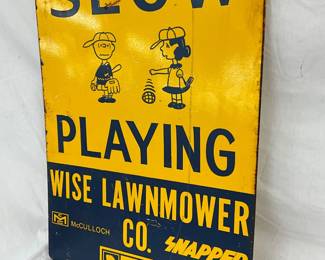 SLOW
PLAYING
WISE LAWNMOWER
CO.
M McCULLOCH
SNAPPER